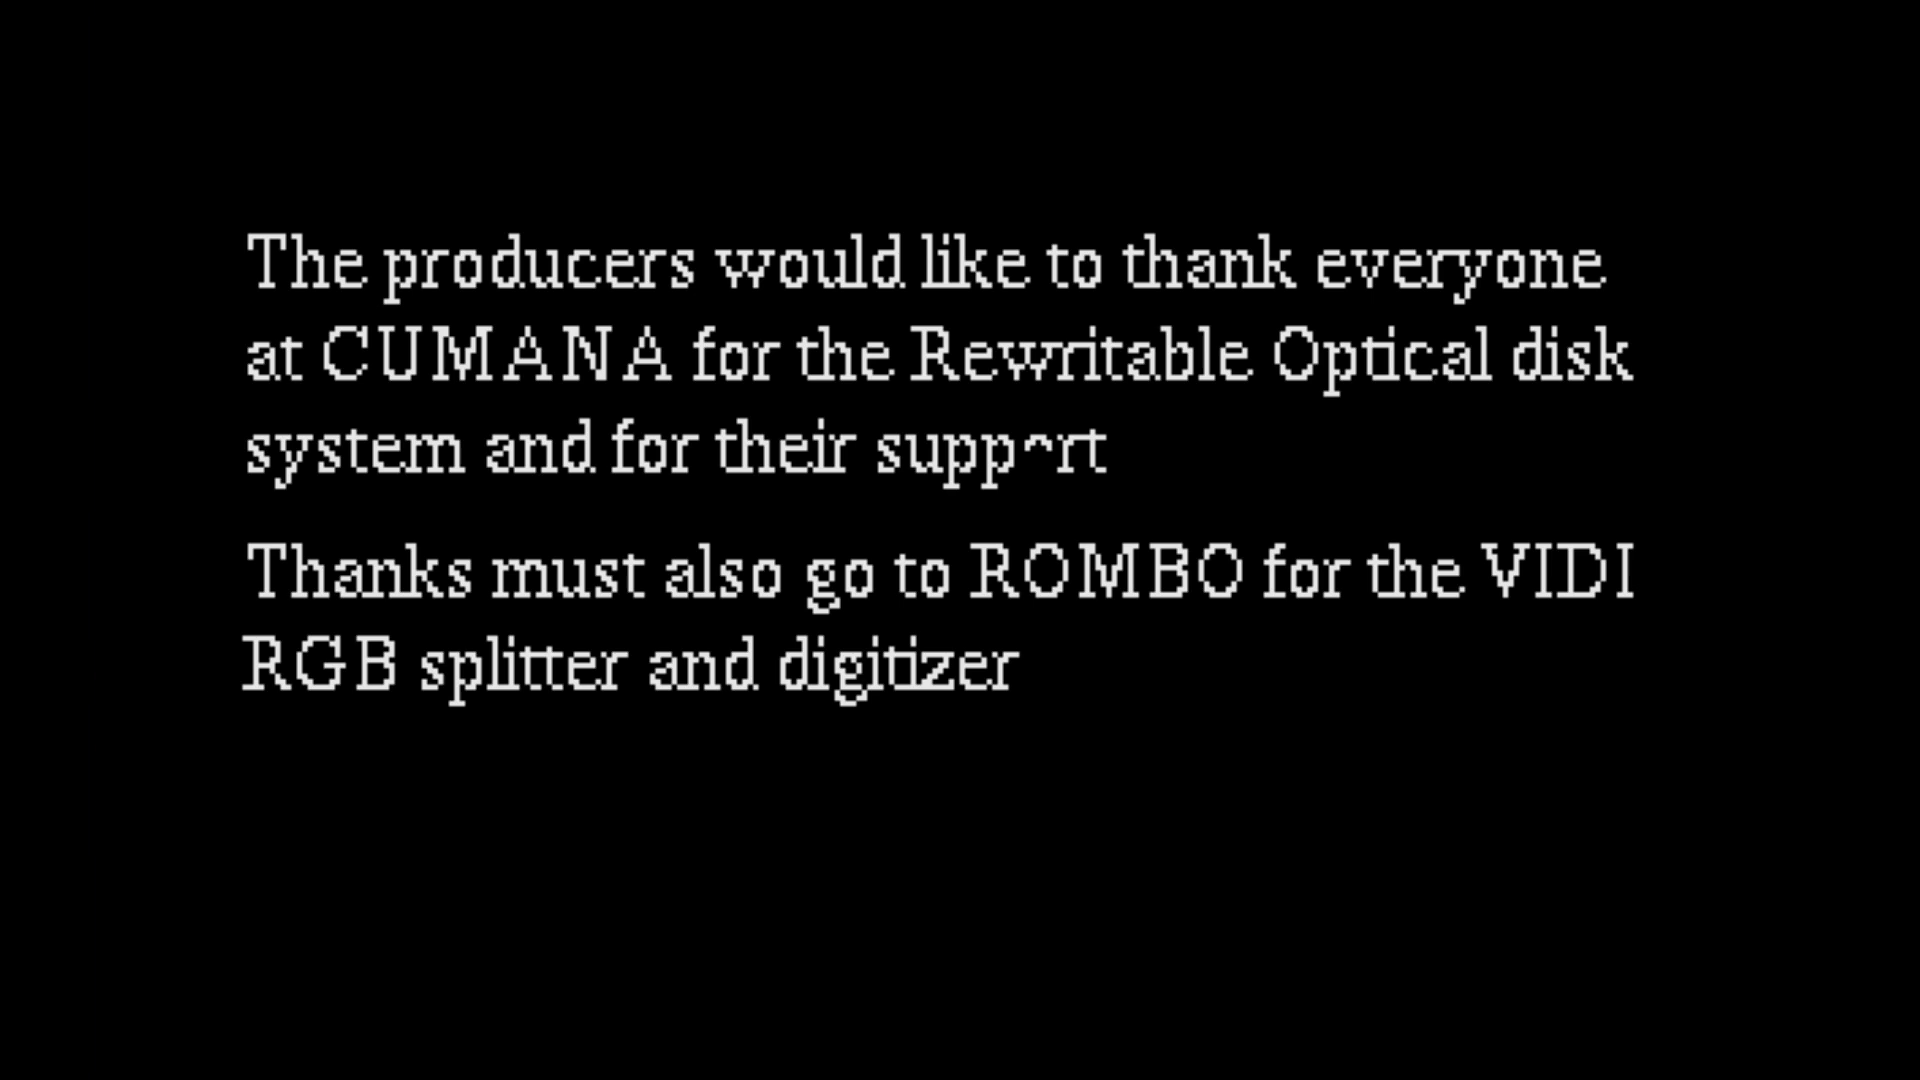 The producers would like to thank everyone
at CUMANA for the Rewritable Optical disk
system and for their supp^rt
Thanks must also go to ROMBO for the VIDI
RGB splitter and digitizer